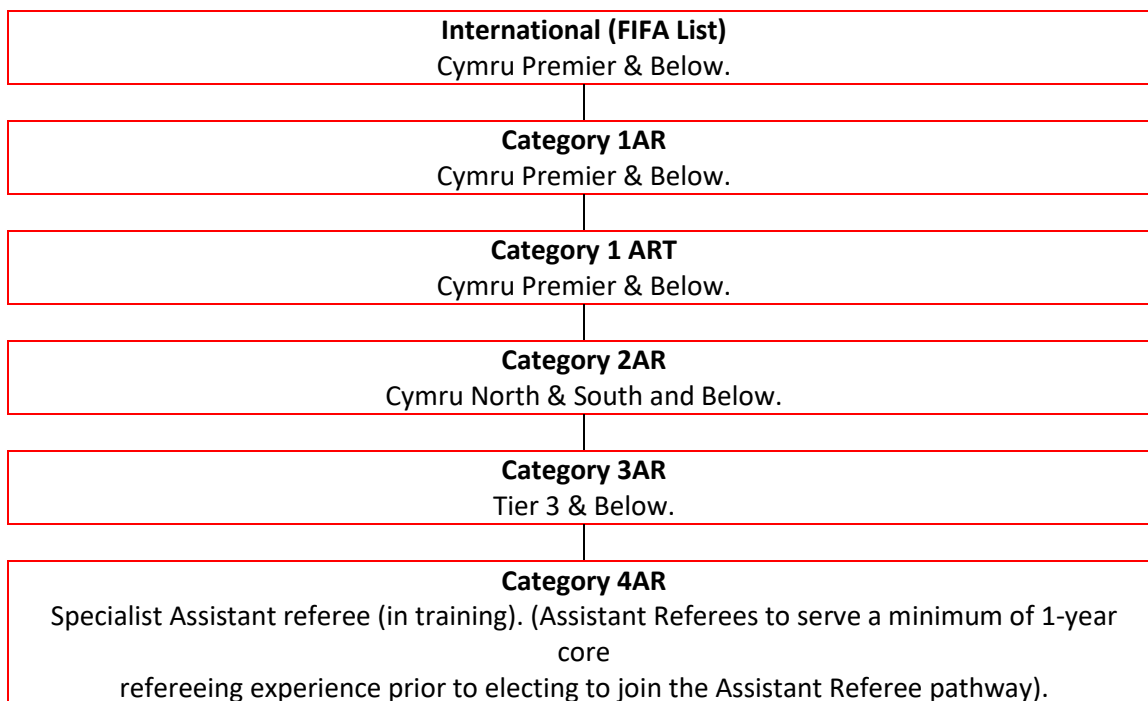 International (FIFA List)
Cymru Premier & Below.
Category 1AR
Cymru Premier & Below.
Category 1 ART
Cymru Premier & Below.
Category 2AR
Cymru North & South and Below.
Category 3AR
Tier 3 & Below.
Category 4AR
Specialist Assistant referee (in training). (Assistant Referees to serve a minimum of 1-year
core
refereeing experience prior to electing to join the Assistant Referee pathway).